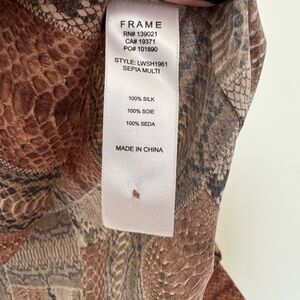 FRAME
RN# 139021
CA# 19371
PO# 101890
STYLE: LWSH1961
SEPIA MULTI
100% SILK
100% SOIE
100% SEDA
MADE IN CHINA